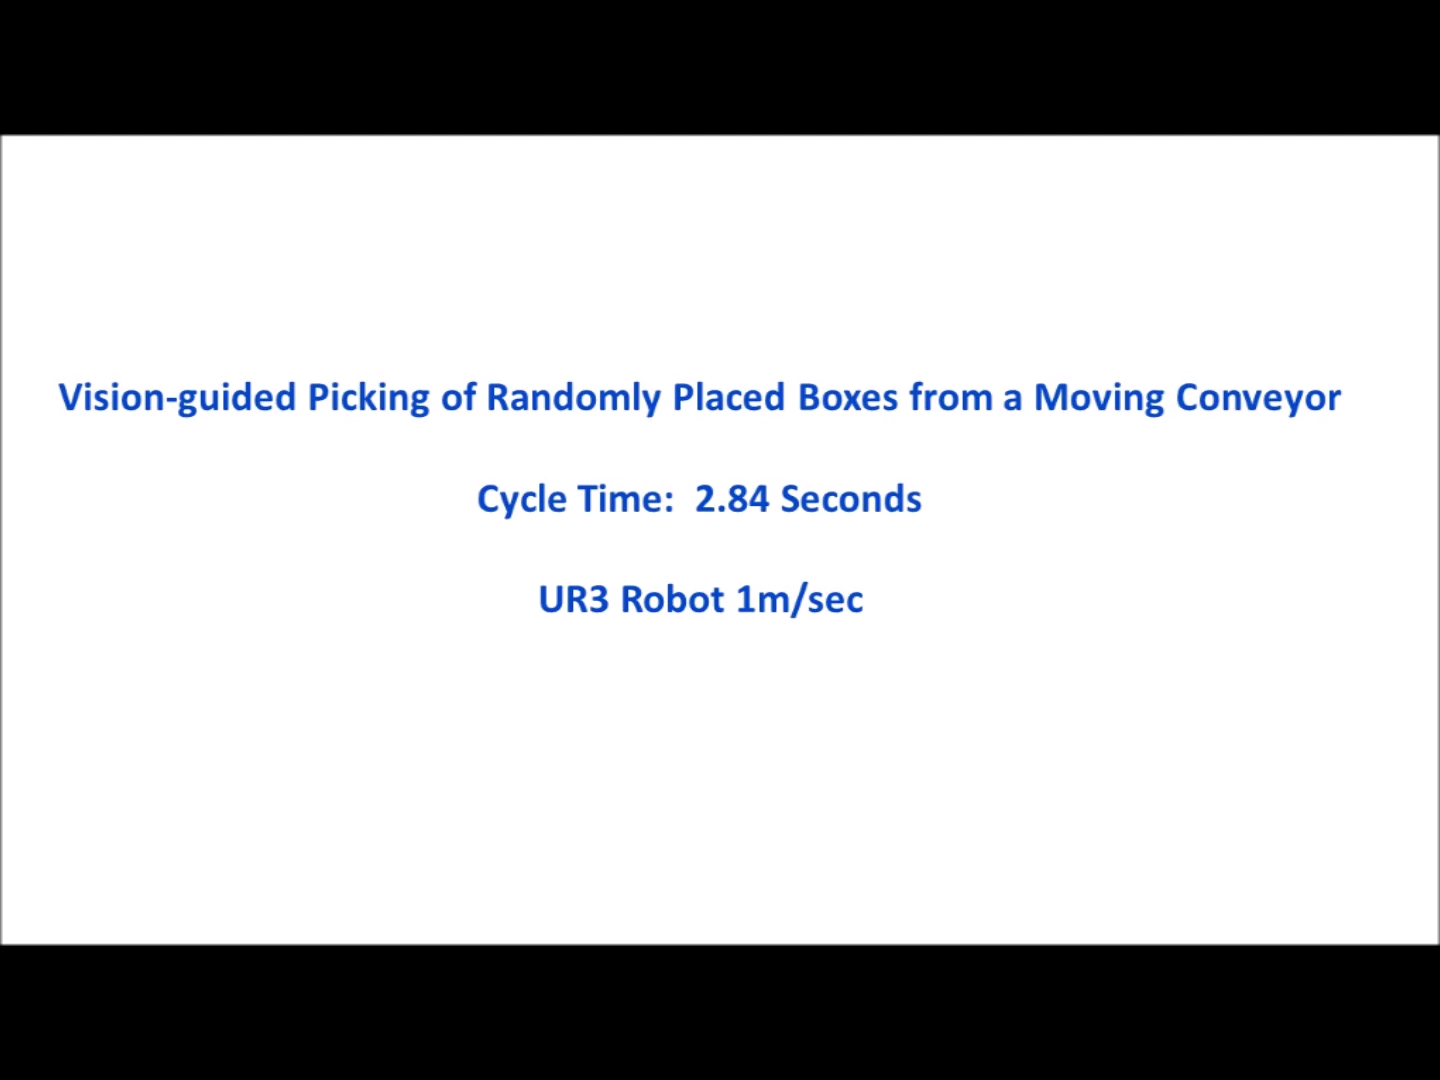 Vision-guided Picking of Randomly Placed Boxes from a Moving Conveyor
Cycle Time:  2.84 Seconds
UR3 Robot 1m/sec